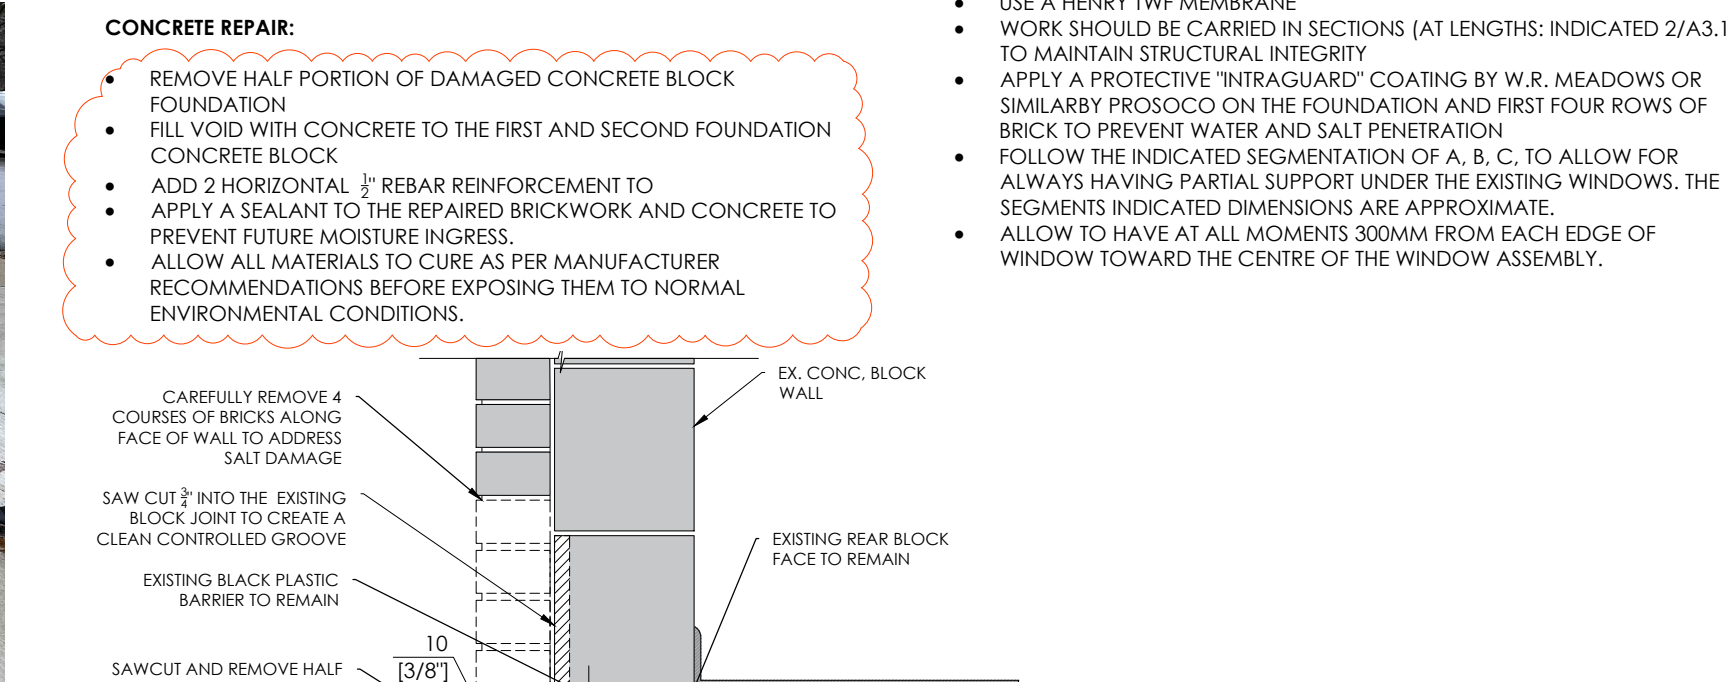 CONCRETE REPAIR:
• REMOVE HALF PORTION OF DAMAGED CONCRETE BLOCK
FOUNDATION
• FILL VOID WITH CONCRETE TO THE FIRST AND SECOND FOUNDATION
CONCRETE BLOCK
• ADD 2 HORIZONTAL 1/2" REBAR REINFORCEMENT TO
• APPLY A SEALANT TO THE REPAIRED BRICKWORK AND CONCRETE TO
PREVENT FUTURE MOISTURE INGRESS.
• ALLOW ALL MATERIALS TO CURE AS PER MANUFACTURER
RECOMMENDATIONS BEFORE EXPOSING THEM TO NORMAL
ENVIRONMENTAL CONDITIONS.
• USE A HENRY TWF MEMBRANE
• WORK SHOULD BE CARRIED IN SECTIONS (AT LENGTHS: INDICATED 2/A3.1
TO MAINTAIN STRUCTURAL INTEGRITY
• APPLY A PROTECTIVE "INTRAGUARD" COATING BY W.R. MEADOWS OR
SIMILARBY PROSOCO ON THE FOUNDATION AND FIRST FOUR ROWS OF
BRICK TO PREVENT WATER AND SALT PENETRATION
• FOLLOW THE INDICATED SEGMENTATION OF A, B, C, TO ALLOW FOR
ALWAYS HAVING PARTIAL SUPPORT UNDER THE EXISTING WINDOWS. THE
SEGMENTS INDICATED DIMENSIONS ARE APPROXIMATE.
• ALLOW TO HAVE AT ALL MOMENTS 300MM FROM EACH EDGE OF
WINDOW TOWARD THE CENTRE OF THE WINDOW ASSEMBLY.
CAREFULLY REMOVE 4
COURSES OF BRICKS ALONG
FACE OF WALL TO ADDRESS
SALT DAMAGE
SAW CUT 3/4" INTO THE EXISTING
BLOCK JOINT TO CREATE A
CLEAN CONTROLLED GROOVE
EXISTING BLACK PLASTIC
BARRIER TO REMAIN
SAWCUT AND REMOVE HALF
10
[3/8"]
EX. CONC, BLOCK
WALL
EXISTING REAR BLOCK
FACE TO REMAIN